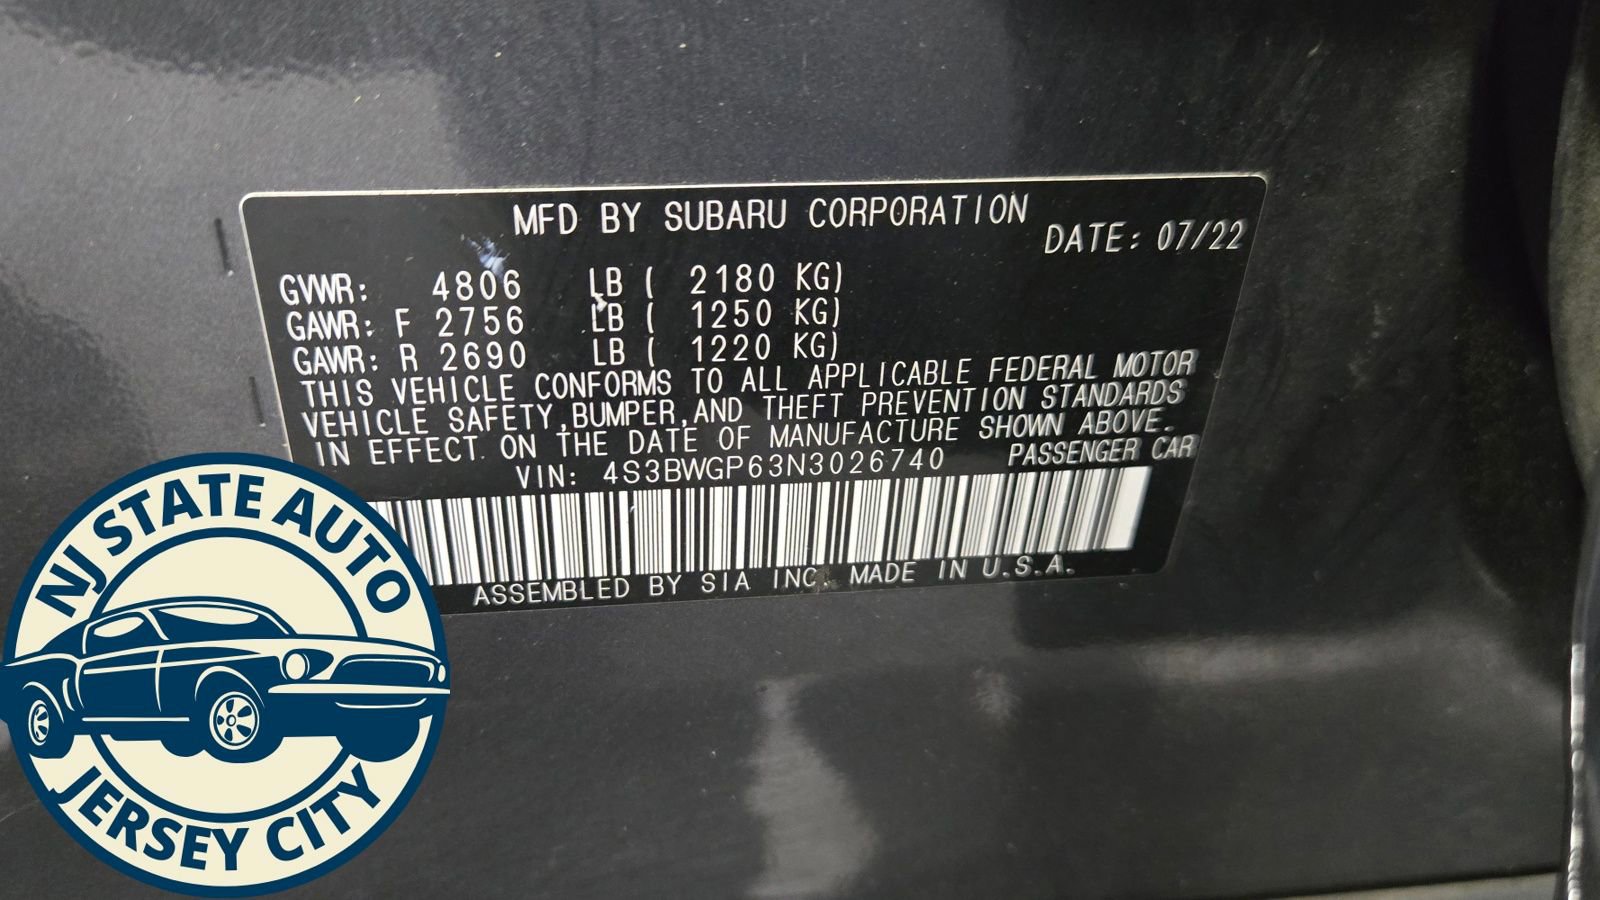 MFD BY SUBARU CORPORATION
DATE: 07/22
GVWR: 4806 LB ( 2180 KG)
GAWR: F 2756 LB ( 1250 KG)
GAWR: R 2690 LB ( 1220 KG)
THIS VEHICLE CONFORMS TO ALL APPLICABLE FEDERAL MOTOR
VEHICLE SAFETY, BUMPER, AND THEFT PREVENTION STANDARDS
IN EFFECT ON THE DATE OF MANUFACTURE SHOWN ABOVE.
VIN: 4S3BWGP63N3026740 PASSENGER CAR
ASSEMBLED BY SIA INC. MADE IN U.S.A.
NJ STATE AUTO
JERSEY CITY